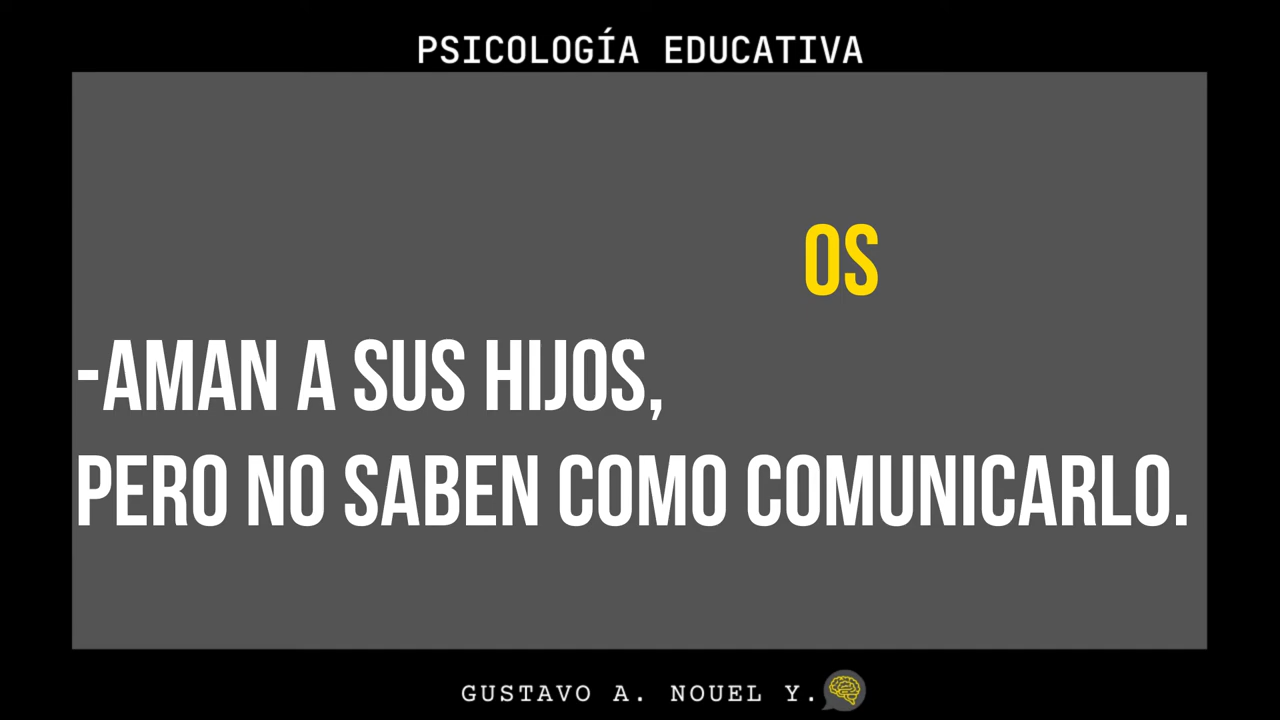 PSICOLOGÍA EDUCATIVA
OS
-AMAN A SUS HIJOS,
PERO NO SABEN COMO COMUNICARLO.
GUSTAVO A. NOUEL Y.